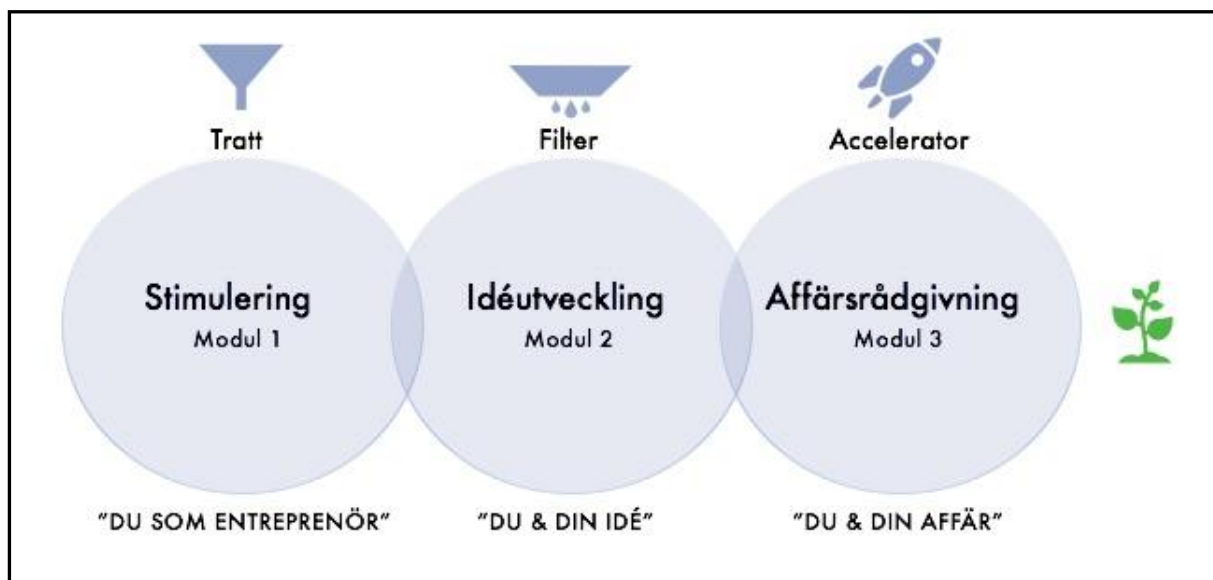 Tratt
Filter
Accelerator
Stimulering
Modul 1
Idéutveckling
Modul 2
Affärsrådgivning
Modul 3
”DU SOM ENTREPRENÖR”
”DU & DIN IDÉ”
”DU & DIN AFFÄR”